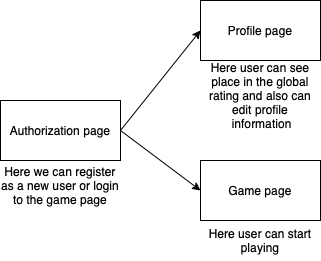 Profile page
Here user can see
place in the global
rating and also can
edit profile
information
Authorization page
Here we can register
as a new user or login
to the game page
Game page
Here user can start
playing